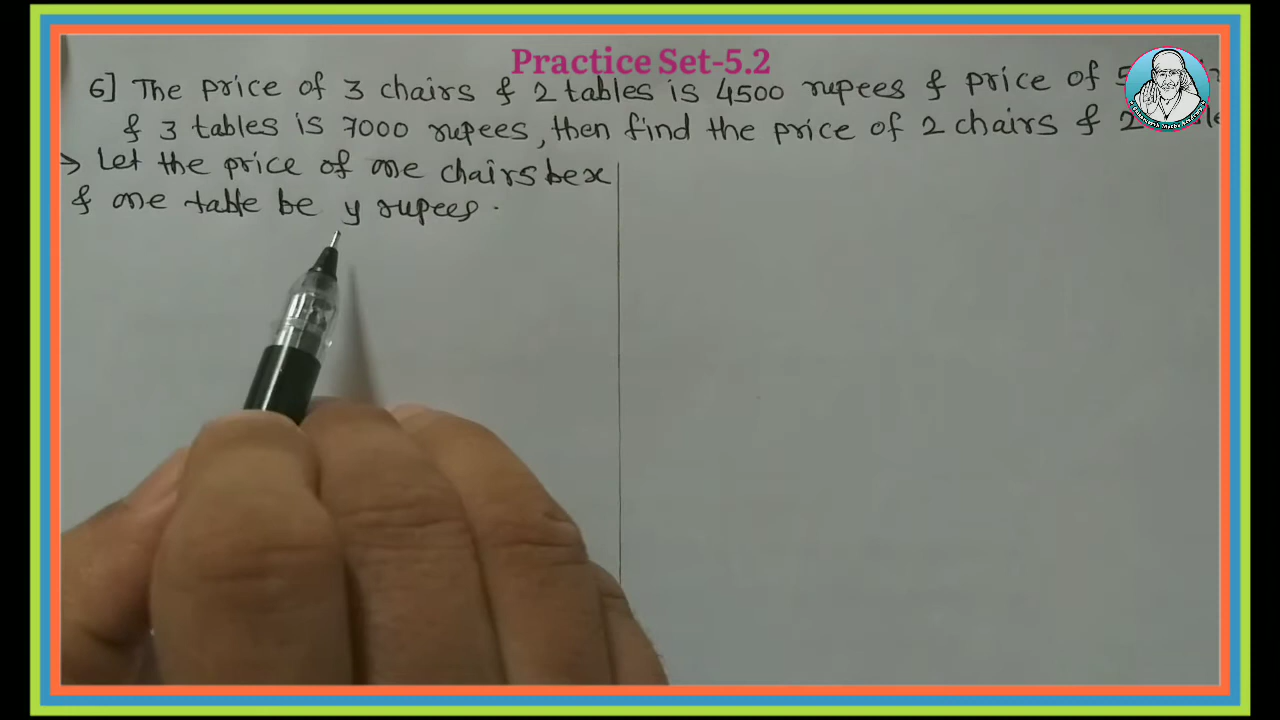 Practice Set-5.2
6] The price of 3 chairs & 2 tables is 4500 rupees & price of 5
& 3 tables is 7000 rupees, then find the price of 2 chairs & 2
→ Let the price of one chairs be x
& one table be y rupees.